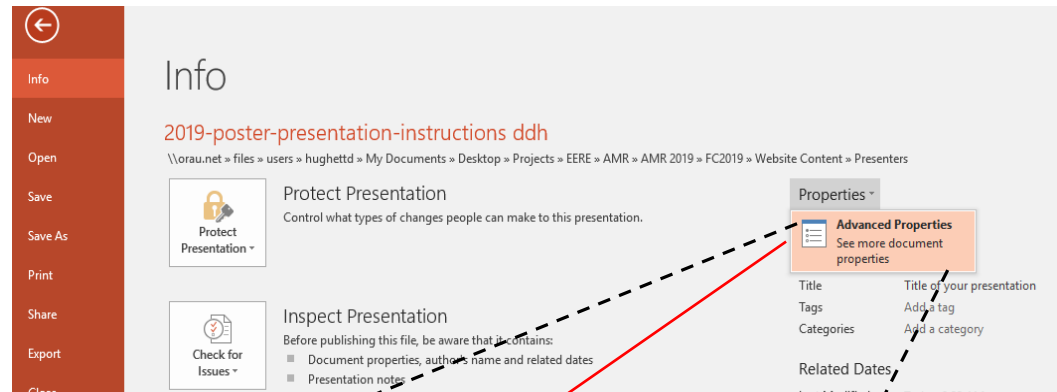 Info
New
Open
Save
Save As
Print
Share
Export
Info
2019-poster-presentation-instructions ddh
\\orau.net » files » users » hughettd » My Documents » Desktop » Projects » EERE » AMR » AMR 2019 » FC2019 » Website Content » Presenters
Protect
Presentation
Protect Presentation
Control what types of changes people can make to this presentation.
Check for
Issues
Inspect Presentation
Before publishing this file, be aware that it contains:
Document properties, author's name and related dates
Presentation notes
Properties
Advanced Properties
See more document
properties
Title Title of your presentation
Tags Add a tag
Categories Add a category
Related Dates